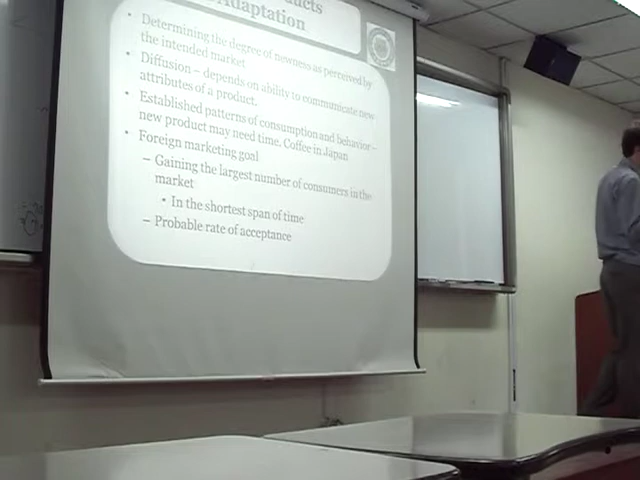 Adaptation
• Determining the degree of newness as perceived by
the intended market
• Diffusion – depends on ability to communicate new
attributes of a product.
• Established patterns of consumption and behavior –
new product may need time. Coffee in Japan
• Foreign marketing goal
– Gaining the largest number of consumers in the
market
• In the shortest span of time
– Probable rate of acceptance